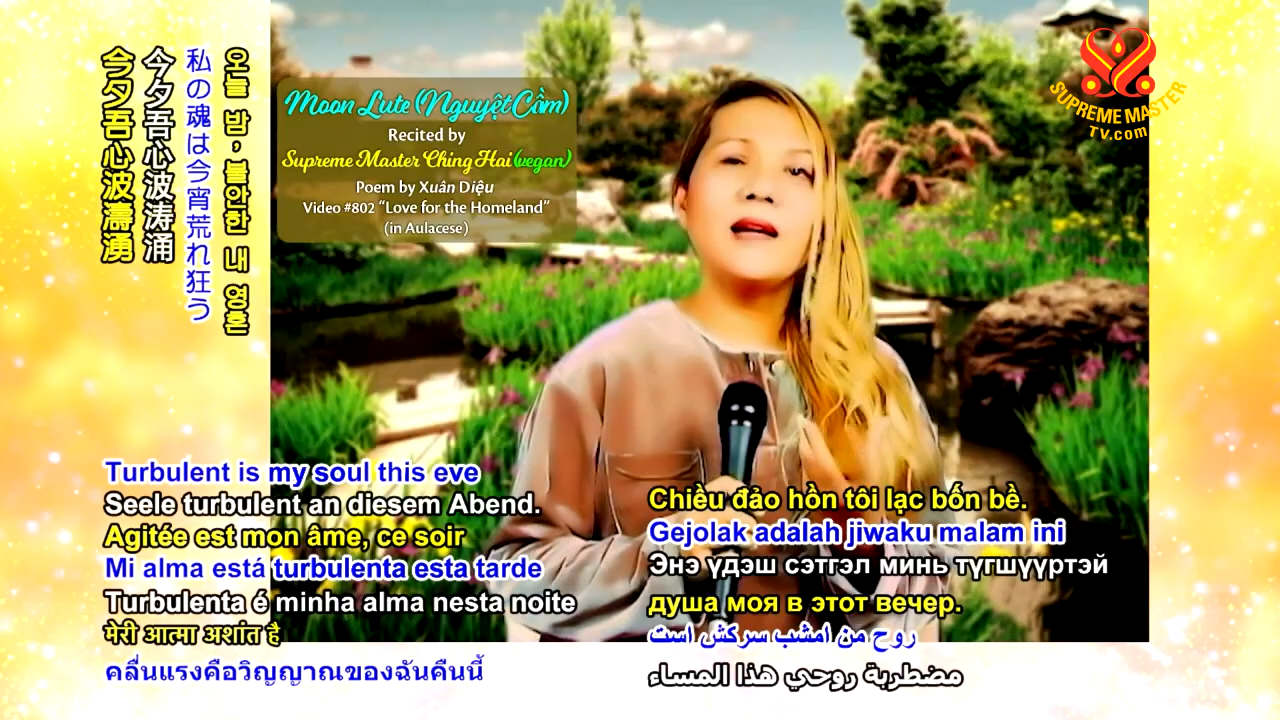 오늘 밤, 불안한 내 영혼
私の魂は今宵荒れ狂う
今夕吾心波涛涌
今夕吾心波濤湧
Moon Lute (Nguyệt Cầm)
Recited by
Supreme Master Ching Hai (vegan)
Poem by Xuân Diệu
Video #802 “Love for the Homeland”
(in Aulacese)
SUPREME MASTER
TV.com
Turbulent is my soul this eve
Seele turbulent an diesem Abend.
Agitée est mon âme, ce soir
Mi alma está turbulenta esta tarde
Turbulenta é minha alma nesta noite
मेरी आत्मा अशांत है
คลื่นแรงคือวิญญาณของฉันคืนนี้
Chiều đảo hồn tôi lạc bốn bề.
Gejolak adalah jiwaku malam ini
Энэ үдэш сэтгэл минь түгшүүртэй
душа моя в этот вечер.
روح من امشب سرکش است
مضطربة روحي هذا المساء